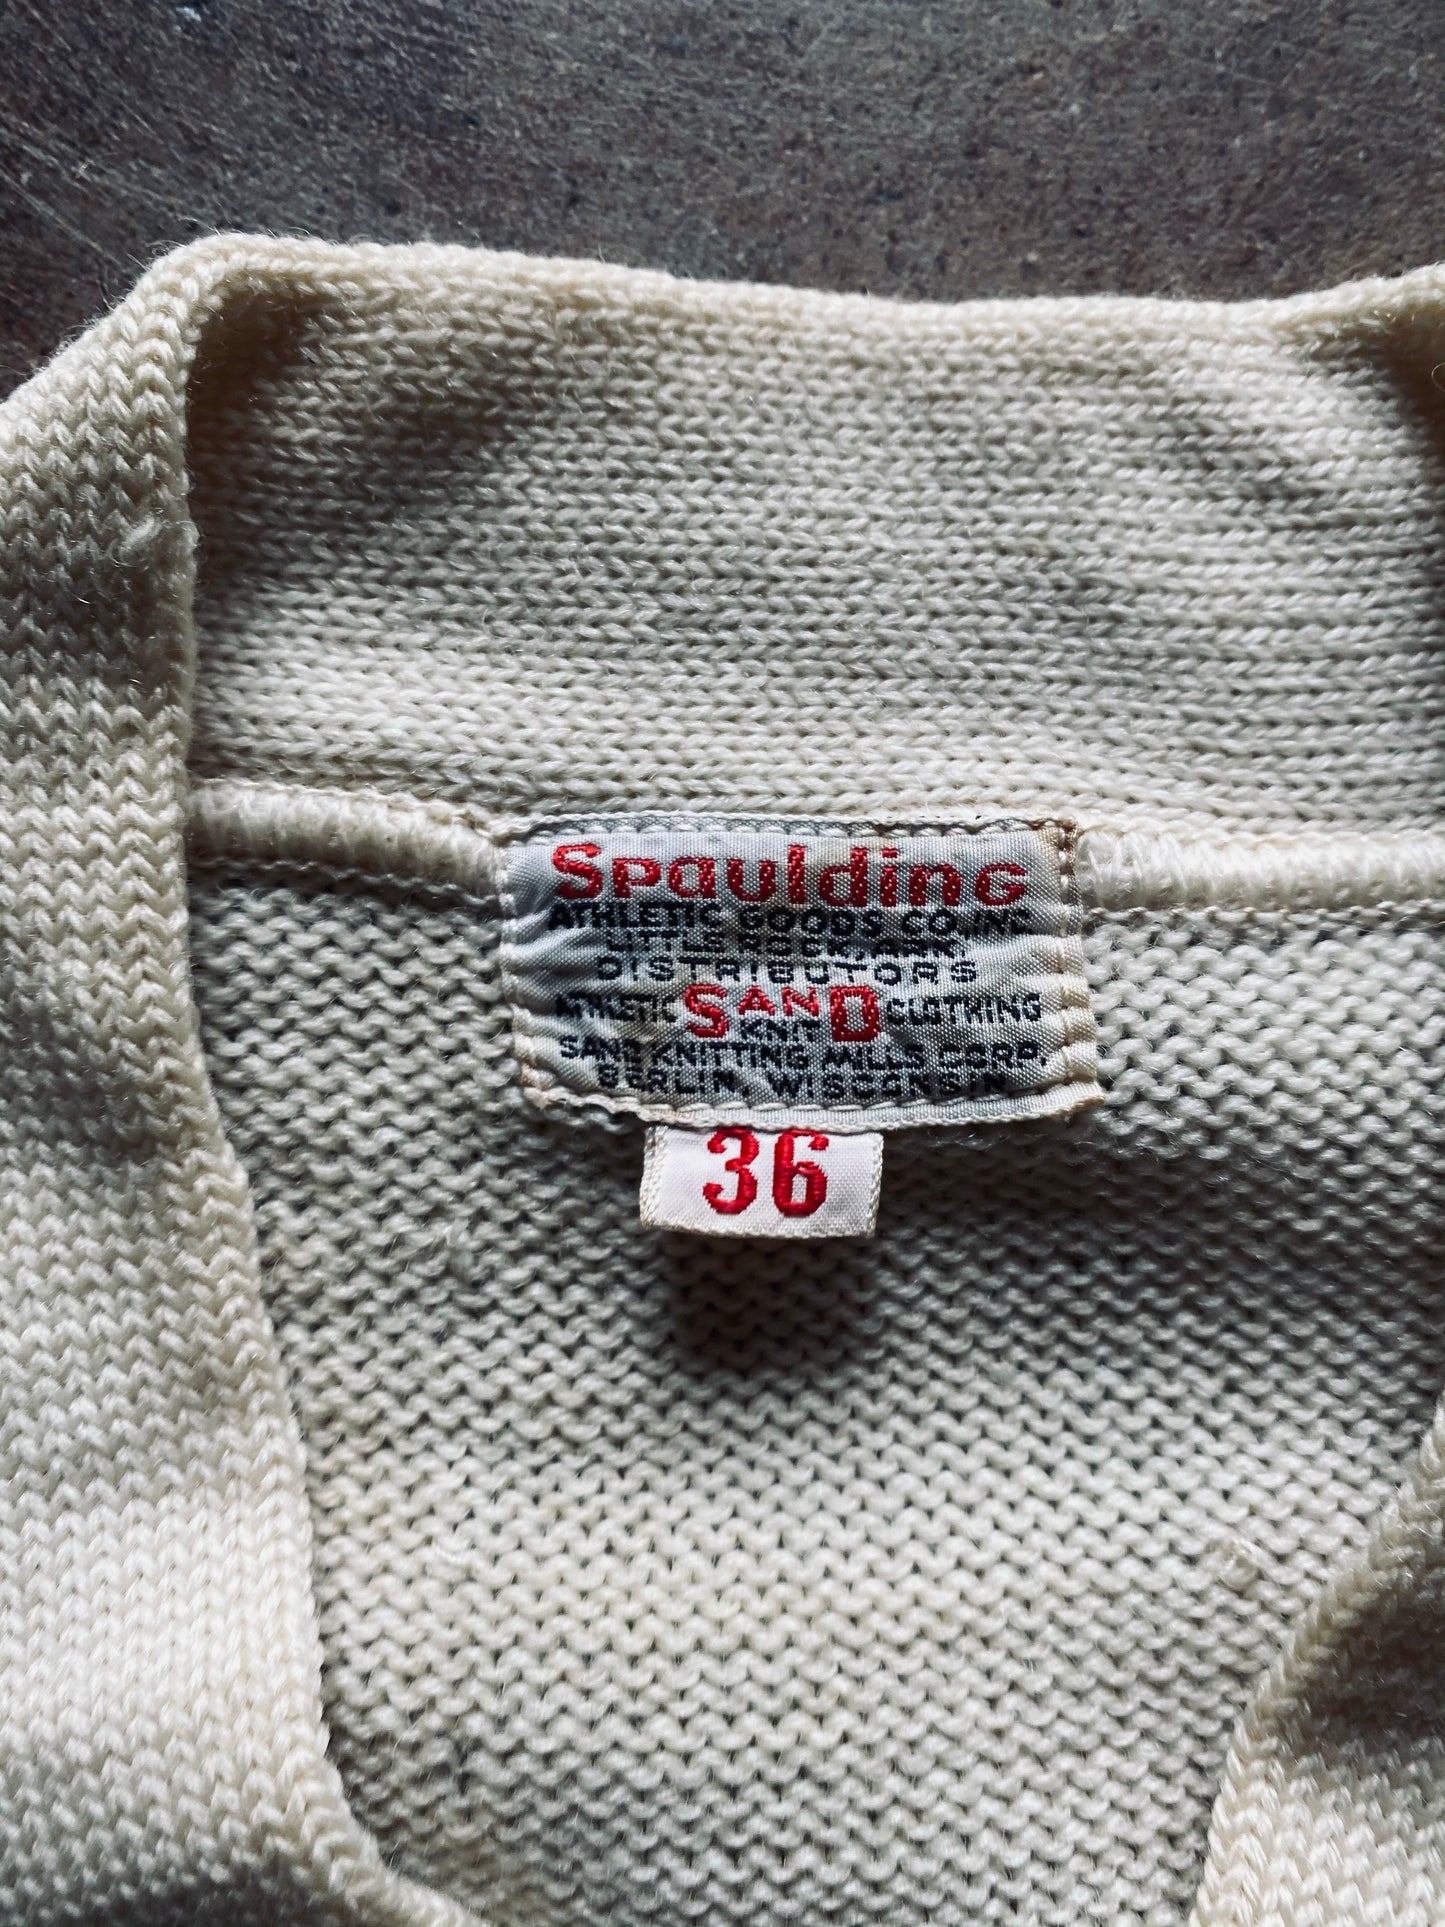 Spaulding
ATHLETIC GOODS CO., INC.
LITTLE ROCK, ARK.
DISTRIBUTORS
ATHLETIC SAND KNIT CLOTHING
SAND KNITTING MILLS CORP.
BERLIN, WISCONSIN
36